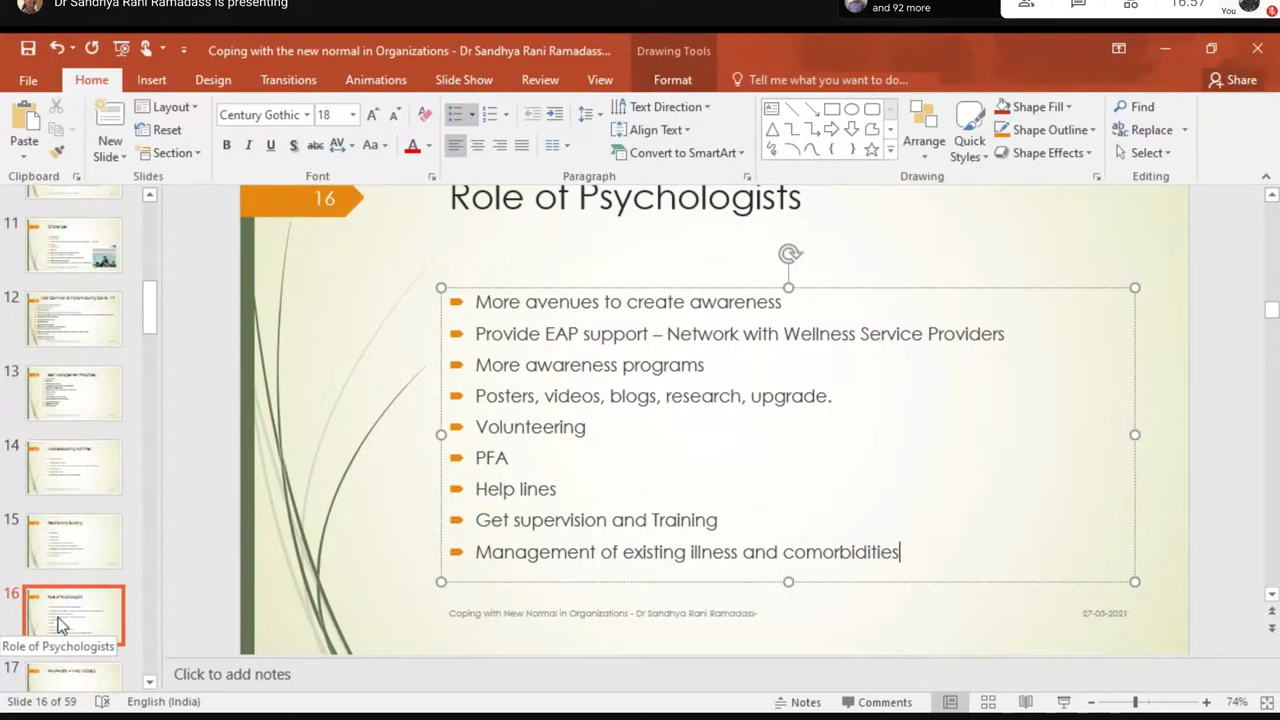 Dr Sandhya Rani Ramadass is presenting
and 92 more
16:57
You
Coping with the new normal in Organizations - Dr Sandhya Rani Ramadass...
Drawing Tools
File Home Insert Design Transitions Animations Slide Show Review View Format Tell me what you want to do... Share
Paste
New
Slide
Layout
Reset
Section
Century Gothic 18
B I U S abc AV Aa A
Text Direction
Align Text
Convert to SmartArt
Arrange
Quick
Styles
Shape Fill
Shape Outline
Shape Effects
Find
Replace
Select
Clipboard Slides Font Paragraph Drawing Editing
11
12
13
14
15
16
Role of Psychologists
17
16
Role of Psychologists
More avenues to create awareness
Provide EAP support – Network with Wellness Service Providers
More awareness programs
Posters, videos, blogs, research, upgrade.
Volunteering
PFA
Help lines
Get supervision and Training
Management of existing illness and comorbidities
Coping with New Normal in Organizations - Dr Sandhya Rani Ramadass-
27-03-2021
Click to add notes
Slide 16 of 59 English (India) Notes Comments 74%